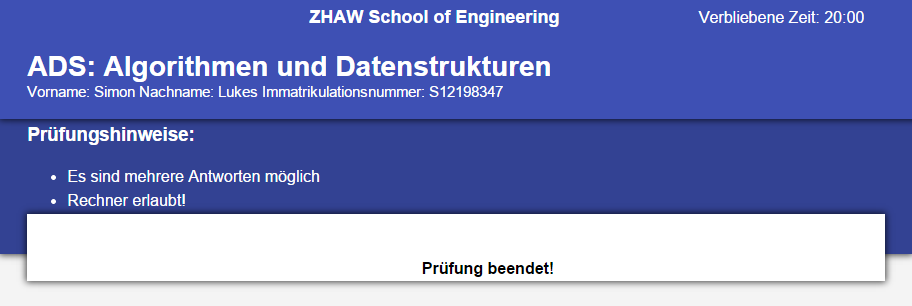 ZHAW School of Engineering
Verbliebene Zeit: 20:00
ADS: Algorithmen und Datenstrukturen
Vorname: Simon Nachname: Lukes Immatrikulationsnummer: S12198347
Prüfungshinweise:
• Es sind mehrere Antworten möglich
• Rechner erlaubt!
Prüfung beendet!